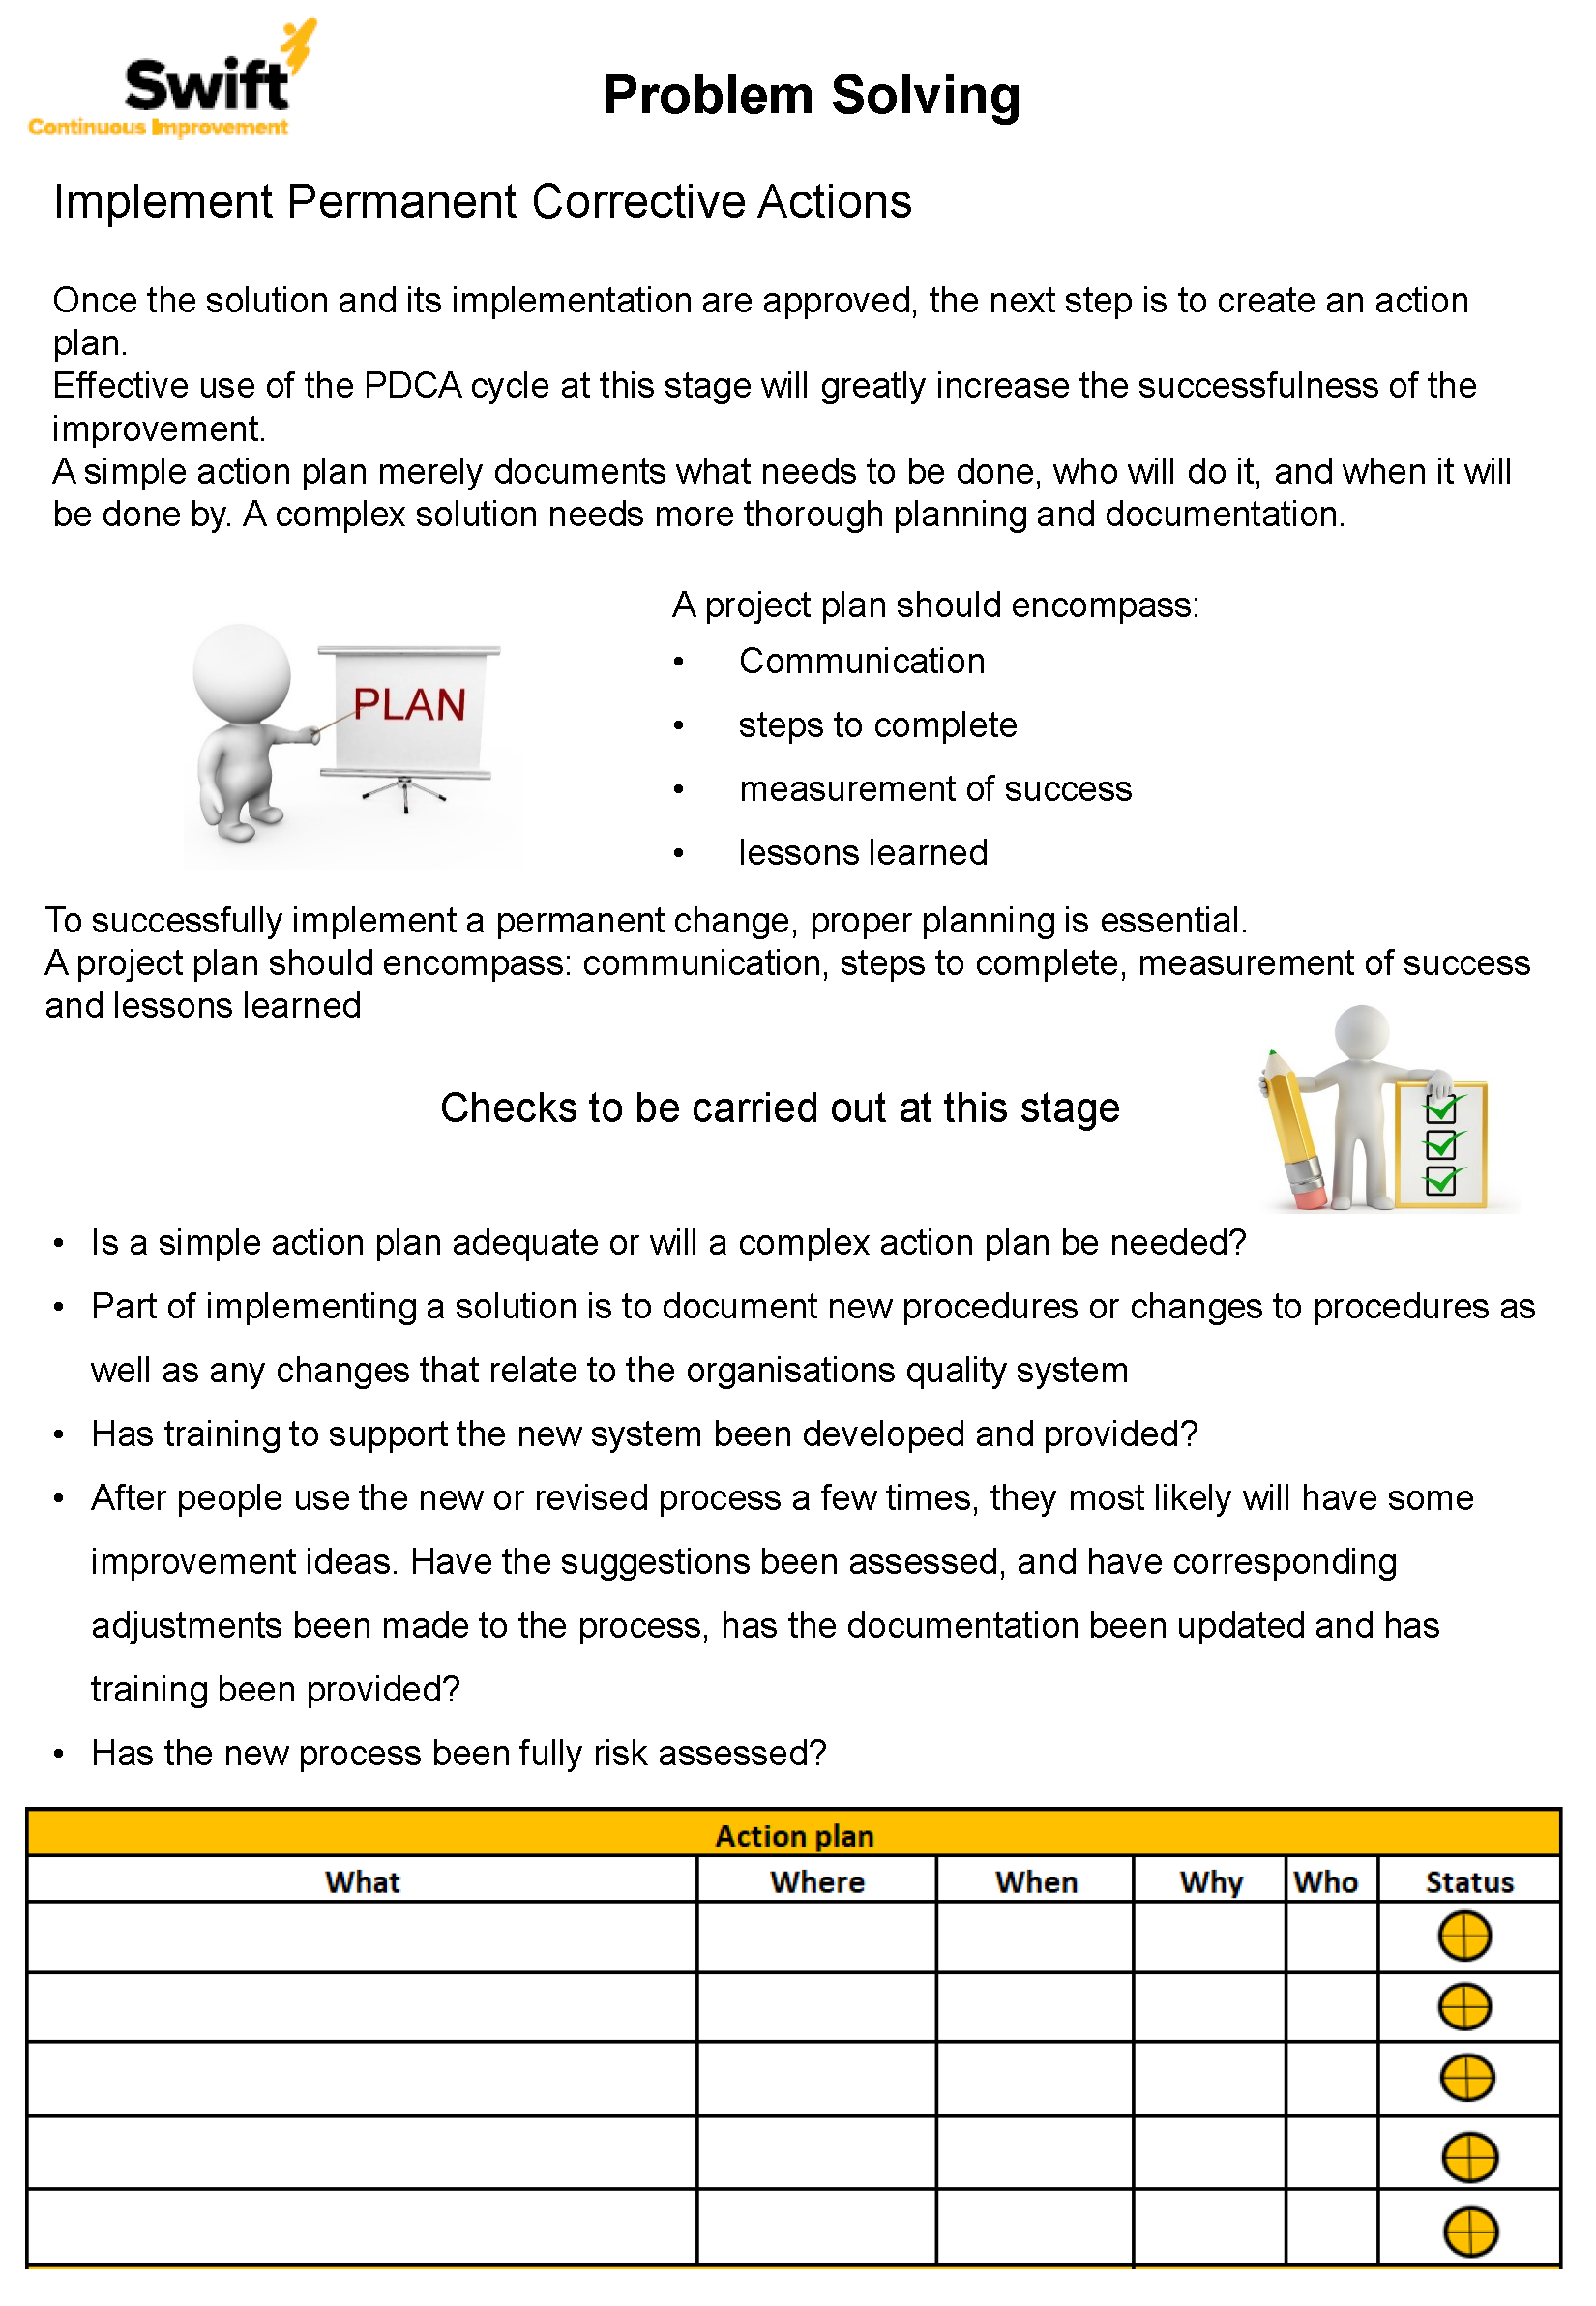 Swift
Continuous Improvement
Problem Solving
Implement Permanent Corrective Actions
Once the solution and its implementation are approved, the next step is to create an action
plan.
Effective use of the PDCA cycle at this stage will greatly increase the successfulness of the
improvement.
A simple action plan merely documents what needs to be done, who will do it, and when it will
be done by. A complex solution needs more thorough planning and documentation.
PLAN
A project plan should encompass:
• Communication
• steps to complete
• measurement of success
• lessons learned
To successfully implement a permanent change, proper planning is essential.
A project plan should encompass: communication, steps to complete, measurement of success
and lessons learned
Checks to be carried out at this stage
• Is a simple action plan adequate or will a complex action plan be needed?
• Part of implementing a solution is to document new procedures or changes to procedures as
well as any changes that relate to the organisations quality system
• Has training to support the new system been developed and provided?
• After people use the new or revised process a few times, they most likely will have some
improvement ideas. Have the suggestions been assessed, and have corresponding
adjustments been made to the process, has the documentation been updated and has
training been provided?
• Has the new process been fully risk assessed?
Action plan
What Where When Why Who Status